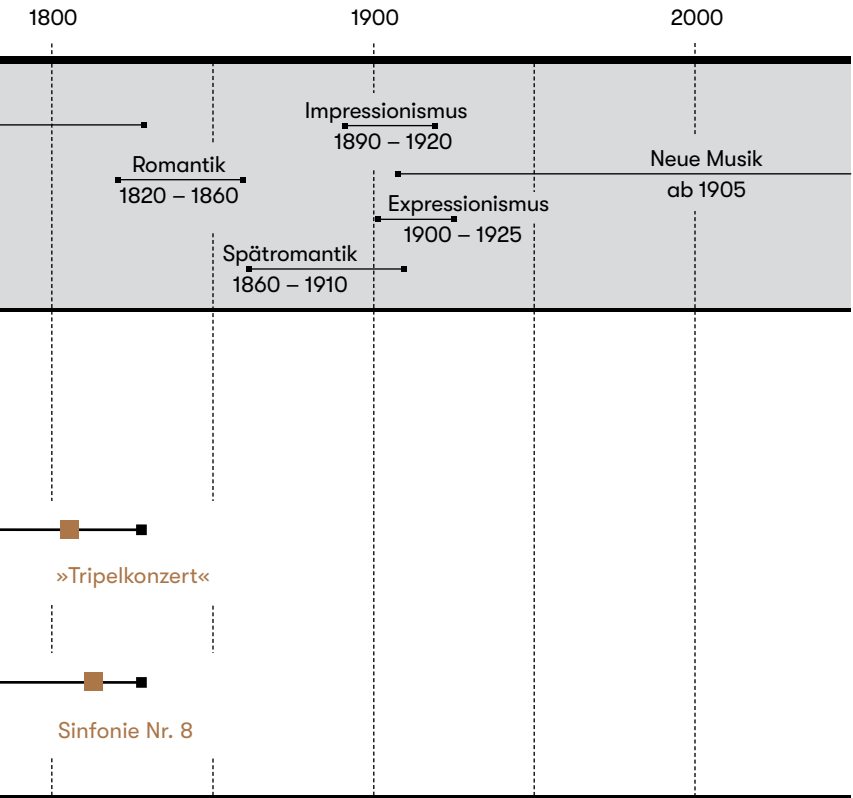 1800
1900
2000
Impressionismus
1890 – 1920
Romantik
1820 – 1860
Neue Musik
ab 1905
Expressionismus
1900 – 1925
Spätromantik
1860 – 1910
»Tripelkonzert«
Sinfonie Nr. 8